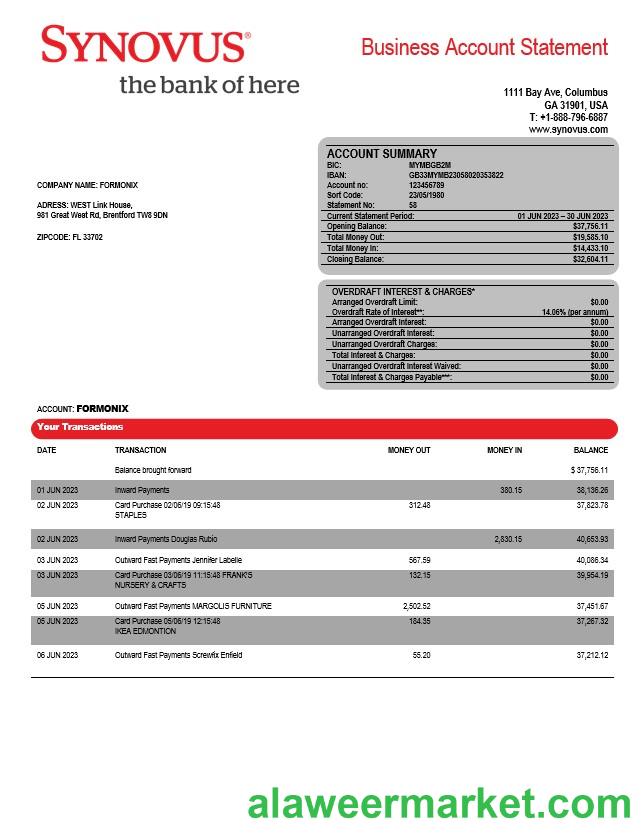 SYNOVUS®
the bank of here
Business Account Statement
1111 Bay Ave, Columbus
GA 31901, USA
T: +1-888-796-6887
www.synovus.com
COMPANY NAME: FORMONIX
ADRESS: WEST Link House,
981 Great West Rd, Brentford TW8 9DN
ZIPCODE: FL 33702
ACCOUNT SUMMARY
BIC: MYMBGB2M
IBAN: GB33MYMB23058020353822
Account no: 123456789
Sort Code: 23/05/1980
Statement No: 58
Current Statement Period: 01 JUN 2023 – 30 JUN 2023
Opening Balance: $37,756.11
Total Money Out: $19,585.10
Total Money In: $14,433.10
Closing Balance: $32,604.11
OVERDRAFT INTEREST & CHARGES*
Arranged Overdraft Limit: $0.00
Overdraft Rate of Interest**: 14.06% (per annum)
Arranged Overdraft Interest: $0.00
Unarranged Overdraft Interest: $0.00
Unarranged Overdraft Charges: $0.00
Total Interest & Charges: $0.00
Unarranged Overdraft Interest Waived: $0.00
Total Interest & Charges Payable***: $0.00
ACCOUNT: FORMONIX
Your Transactions
DATE TRANSACTION MONEY OUT MONEY IN BALANCE
Balance brought forward $ 37,756.11
01 JUN 2023 Inward Payments 380.15 38,136.26
02 JUN 2023 Card Purchase 02/06/19 09:15:48 312.48 37,823.78
STAPLES
02 JUN 2023 Inward Payments Douglas Rubio 2,830.15 40,653.93
03 JUN 2023 Outward Fast Payments Jennifer Labelle 567.59 40,086.34
03 JUN 2023 Card Purchase 03/06/19 11:15:48 FRANK'S 132.15 39,954.19
NURSERY & CRAFTS
05 JUN 2023 Outward Fast Payments MARGOLIS FURNITURE 2,502.52 37,451.67
05 JUN 2023 Card Purchase 05/06/19 12:15:48 184.35 37,267.32
IKEA EDMONTION
06 JUN 2023 Outward Fast Payments Screwfix Enfield 55.20 37,212.12
alaweermarket.com